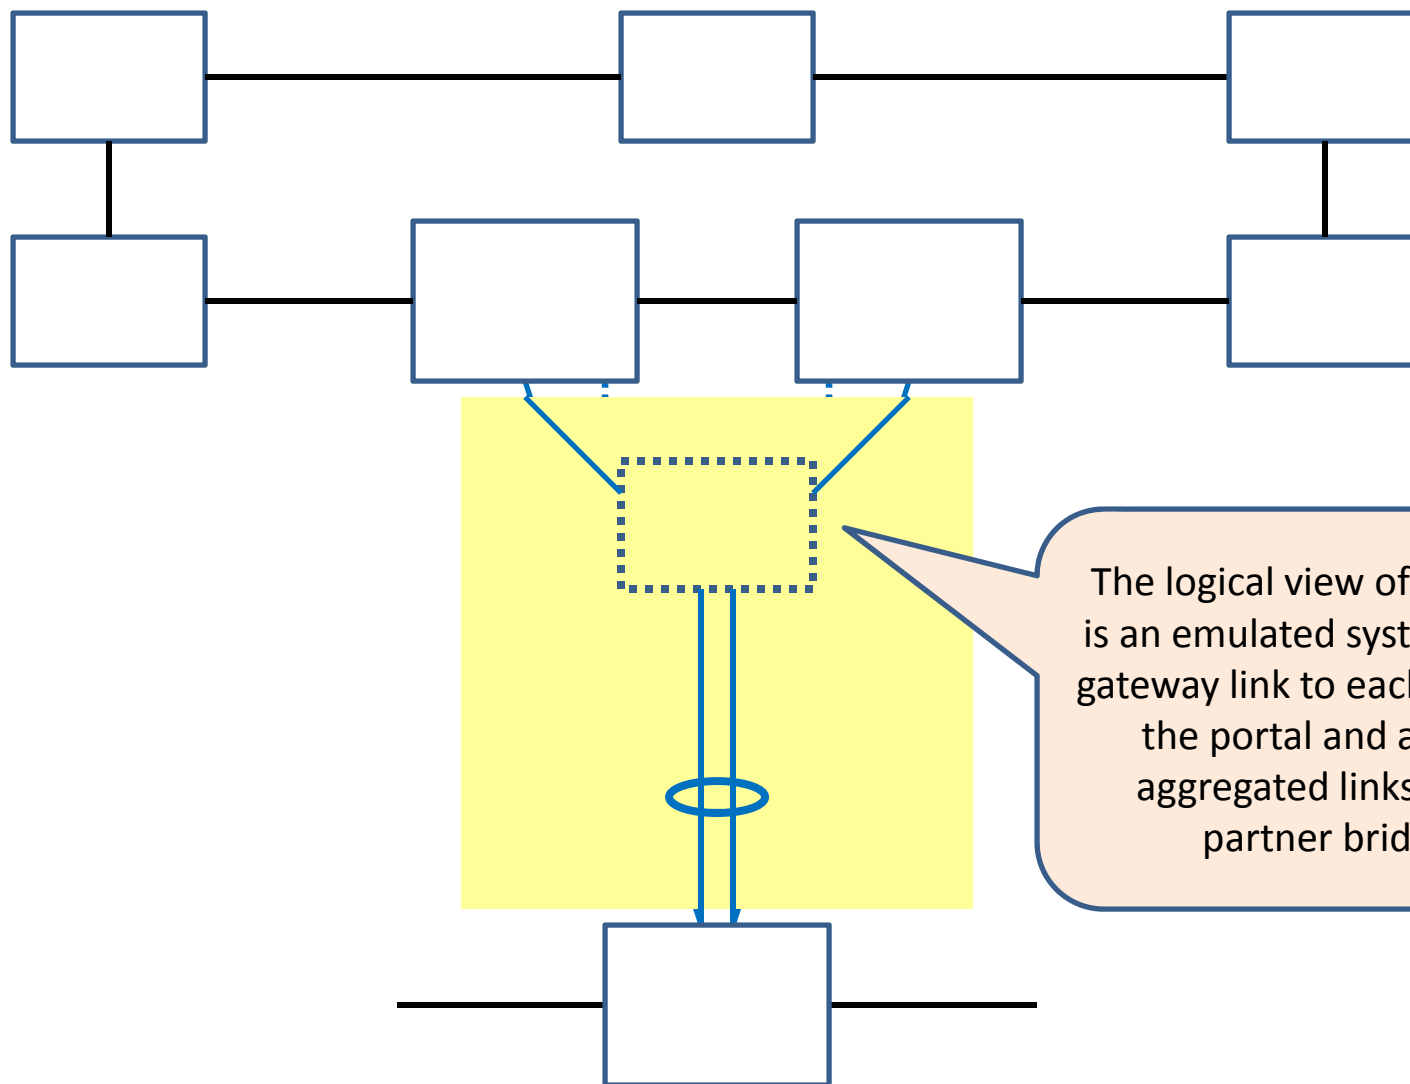 The logical view of
is an emulated syst
gateway link to each
the portal and a
aggregated links
partner brid